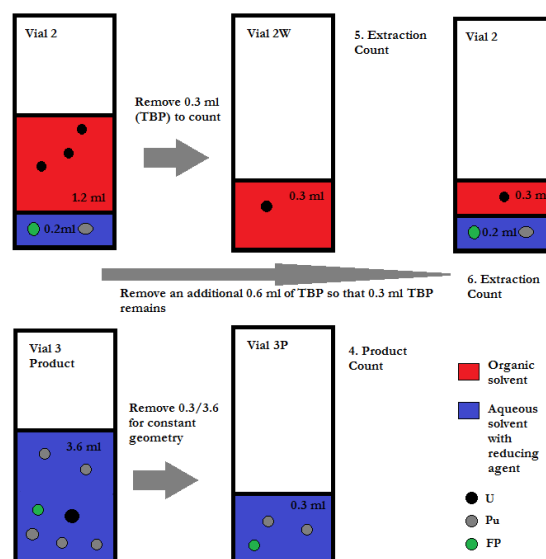 Vial 2
Vial 2W
5. Extraction
Count
Vial 2
Remove 0.3 ml
(TBP) to count
1.2 ml
0.3 ml
0.3 ml
0.2ml
0.2 ml
Remove an additional 0.6 ml of TBP so that 0.3 ml TBP
remains
6. Extraction
Count
Vial 3
Product
Vial 3P
4. Product
Count
Remove 0.3/3.6
for constant
geometry
3.6 ml
0.3 ml
Organic
solvent
Aqueous
solvent
with
reducing
agent
U
Pu
FP